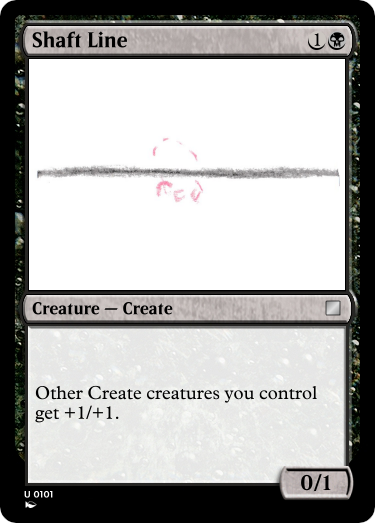 Shaft Line 1
Creature — Create
Other Create creatures you control
get +1/+1.
0/1
U 0101